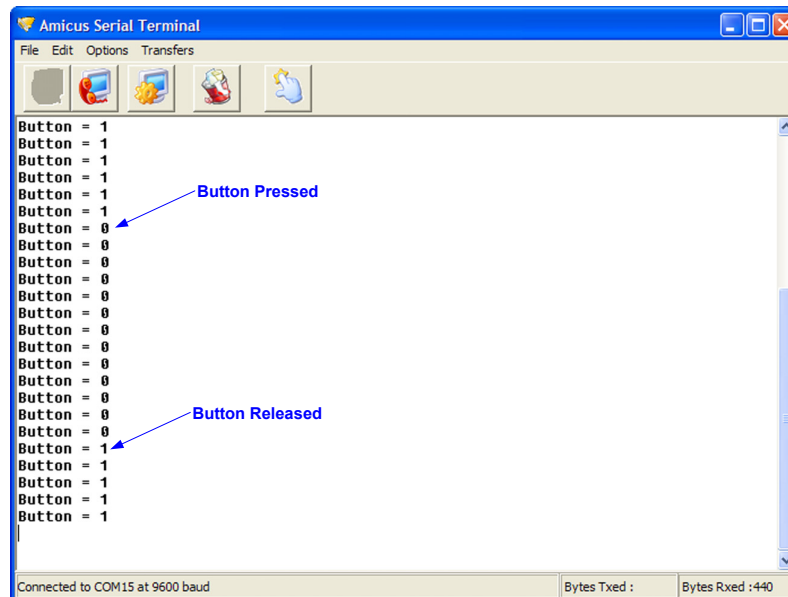 Amicus Serial Terminal
File Edit Options Transfers
Button = 1
Button = 1
Button = 1
Button = 1
Button = 1
Button Pressed
Button = 1
Button = 0
Button = 0
Button = 0
Button = 0
Button = 0
Button = 0
Button = 0
Button = 0
Button = 0
Button = 0
Button = 0
Button = 0
Button Released
Button = 0
Button = 1
Button = 1
Button = 1
Button = 1
Button = 1
Connected to COM15 at 9600 baud Bytes Txed : Bytes Rxed :440